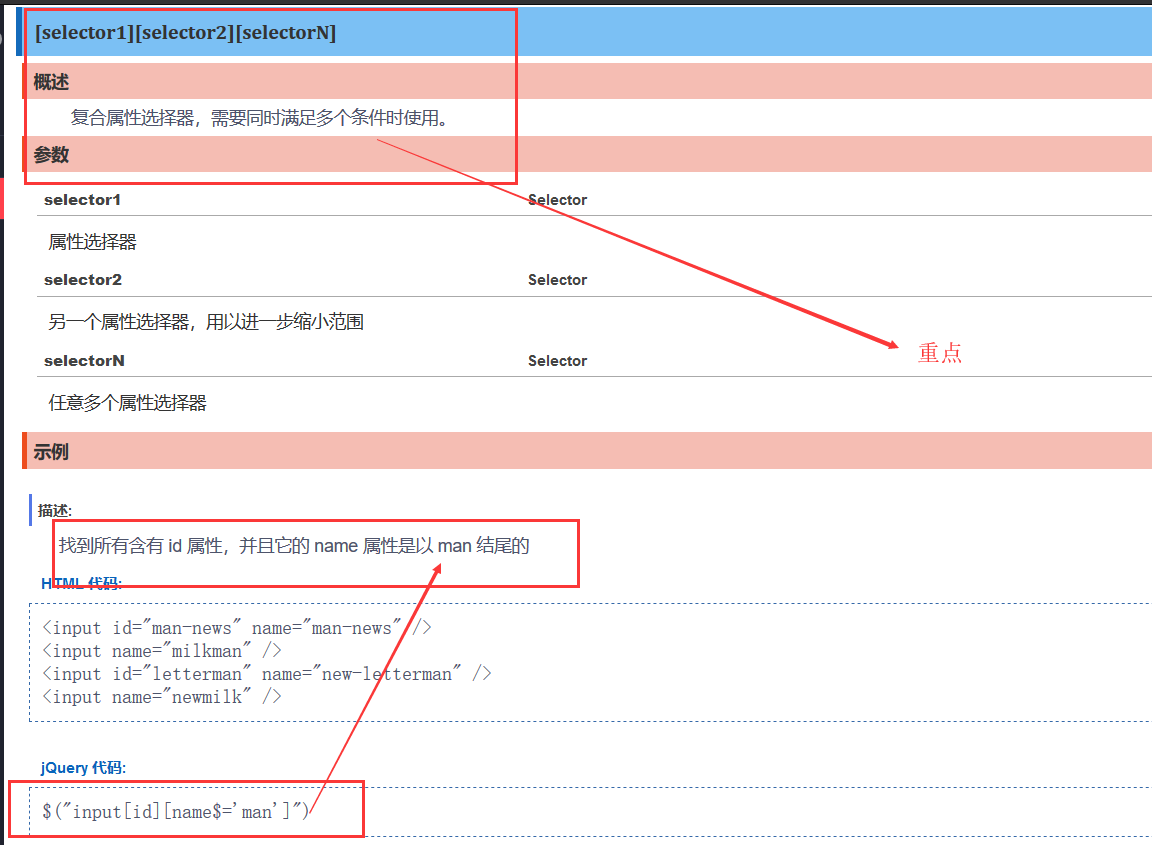 [selector1][selector2][selectorN]
概述
复合属性选择器，需要同时满足多个条件时使用。
参数
selector1 Selector
属性选择器
selector2 Selector
另一个属性选择器，用以进一步缩小范围
重点
selectorN Selector
任意多个属性选择器
示例
描述:
找到所有含有 id 属性，并且它的 name 属性是以 man 结尾的
HTML 代码:
<input id="man-news" name="man-news" />
<input name="milkman" />
<input id="letterman" name="new-letterman" />
<input name="newmilk" />
jQuery 代码:
$("input[id][name$='man']")